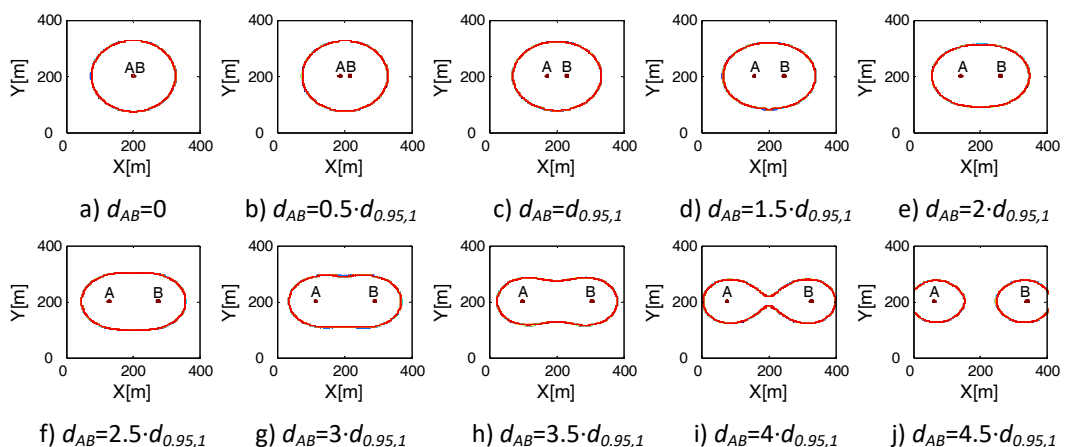 400 400 400 400 400
Y[m] 200 AB Y[m] 200 AB Y[m] 200 A B Y[m] 200 A B Y[m] 200 A B
0 0 0 0 0
0 200 400 0 200 400 0 200 400 0 200 400 0 200 400
X[m] X[m] X[m] X[m] X[m]
a) d_AB=0 b) d_AB=0.5·d_0.95,1 c) d_AB=d_0.95,1 d) d_AB=1.5·d_0.95,1 e) d_AB=2·d_0.95,1
400 400 400 400 400
Y[m] 200 A B Y[m] 200 A B Y[m] 200 A B Y[m] 200 A B Y[m] 200 A B
0 0 0 0 0
0 200 400 0 200 400 0 200 400 0 200 400 0 200 400
X[m] X[m] X[m] X[m] X[m]
f) d_AB=2.5·d_0.95,1 g) d_AB=3·d_0.95,1 h) d_AB=3.5·d_0.95,1 i) d_AB=4·d_0.95,1 j) d_AB=4.5·d_0.95,1